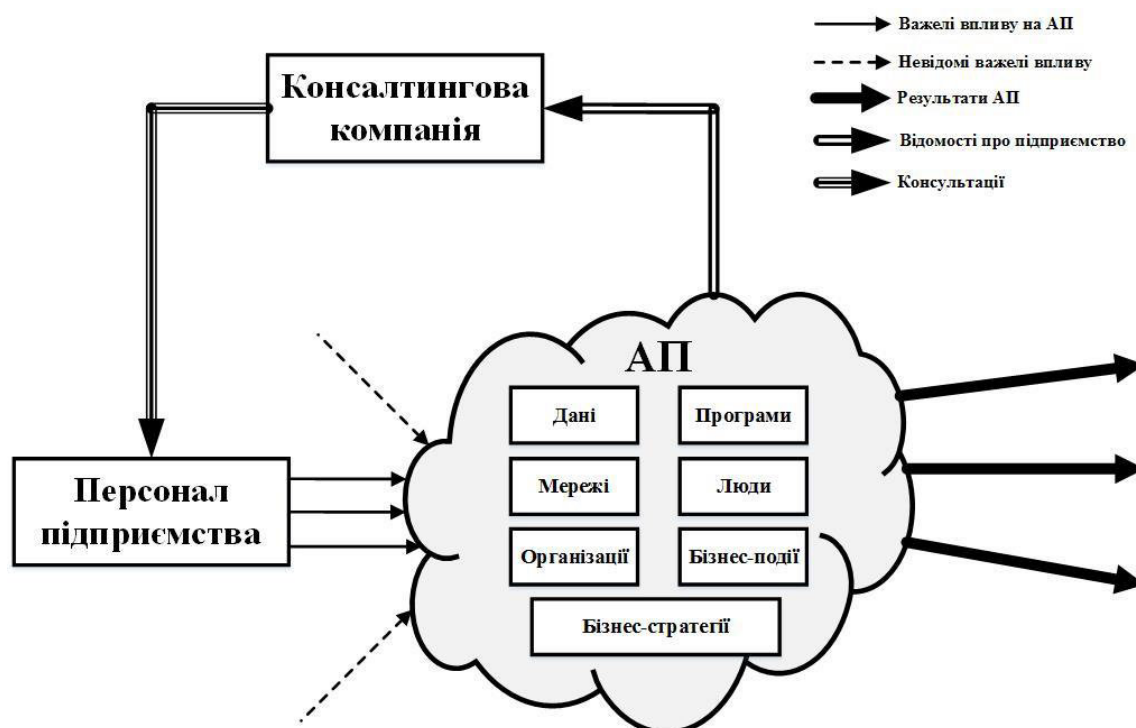 Важелі впливу на АП
Невідомі важелі впливу
Результати АП
Відомості про підприємство
Консультації
Консалтингова
компанія
АП
Дані
Програми
Мережі
Люди
Організації
Бізнес-події
Бізнес-стратегії
Персонал
підприємства